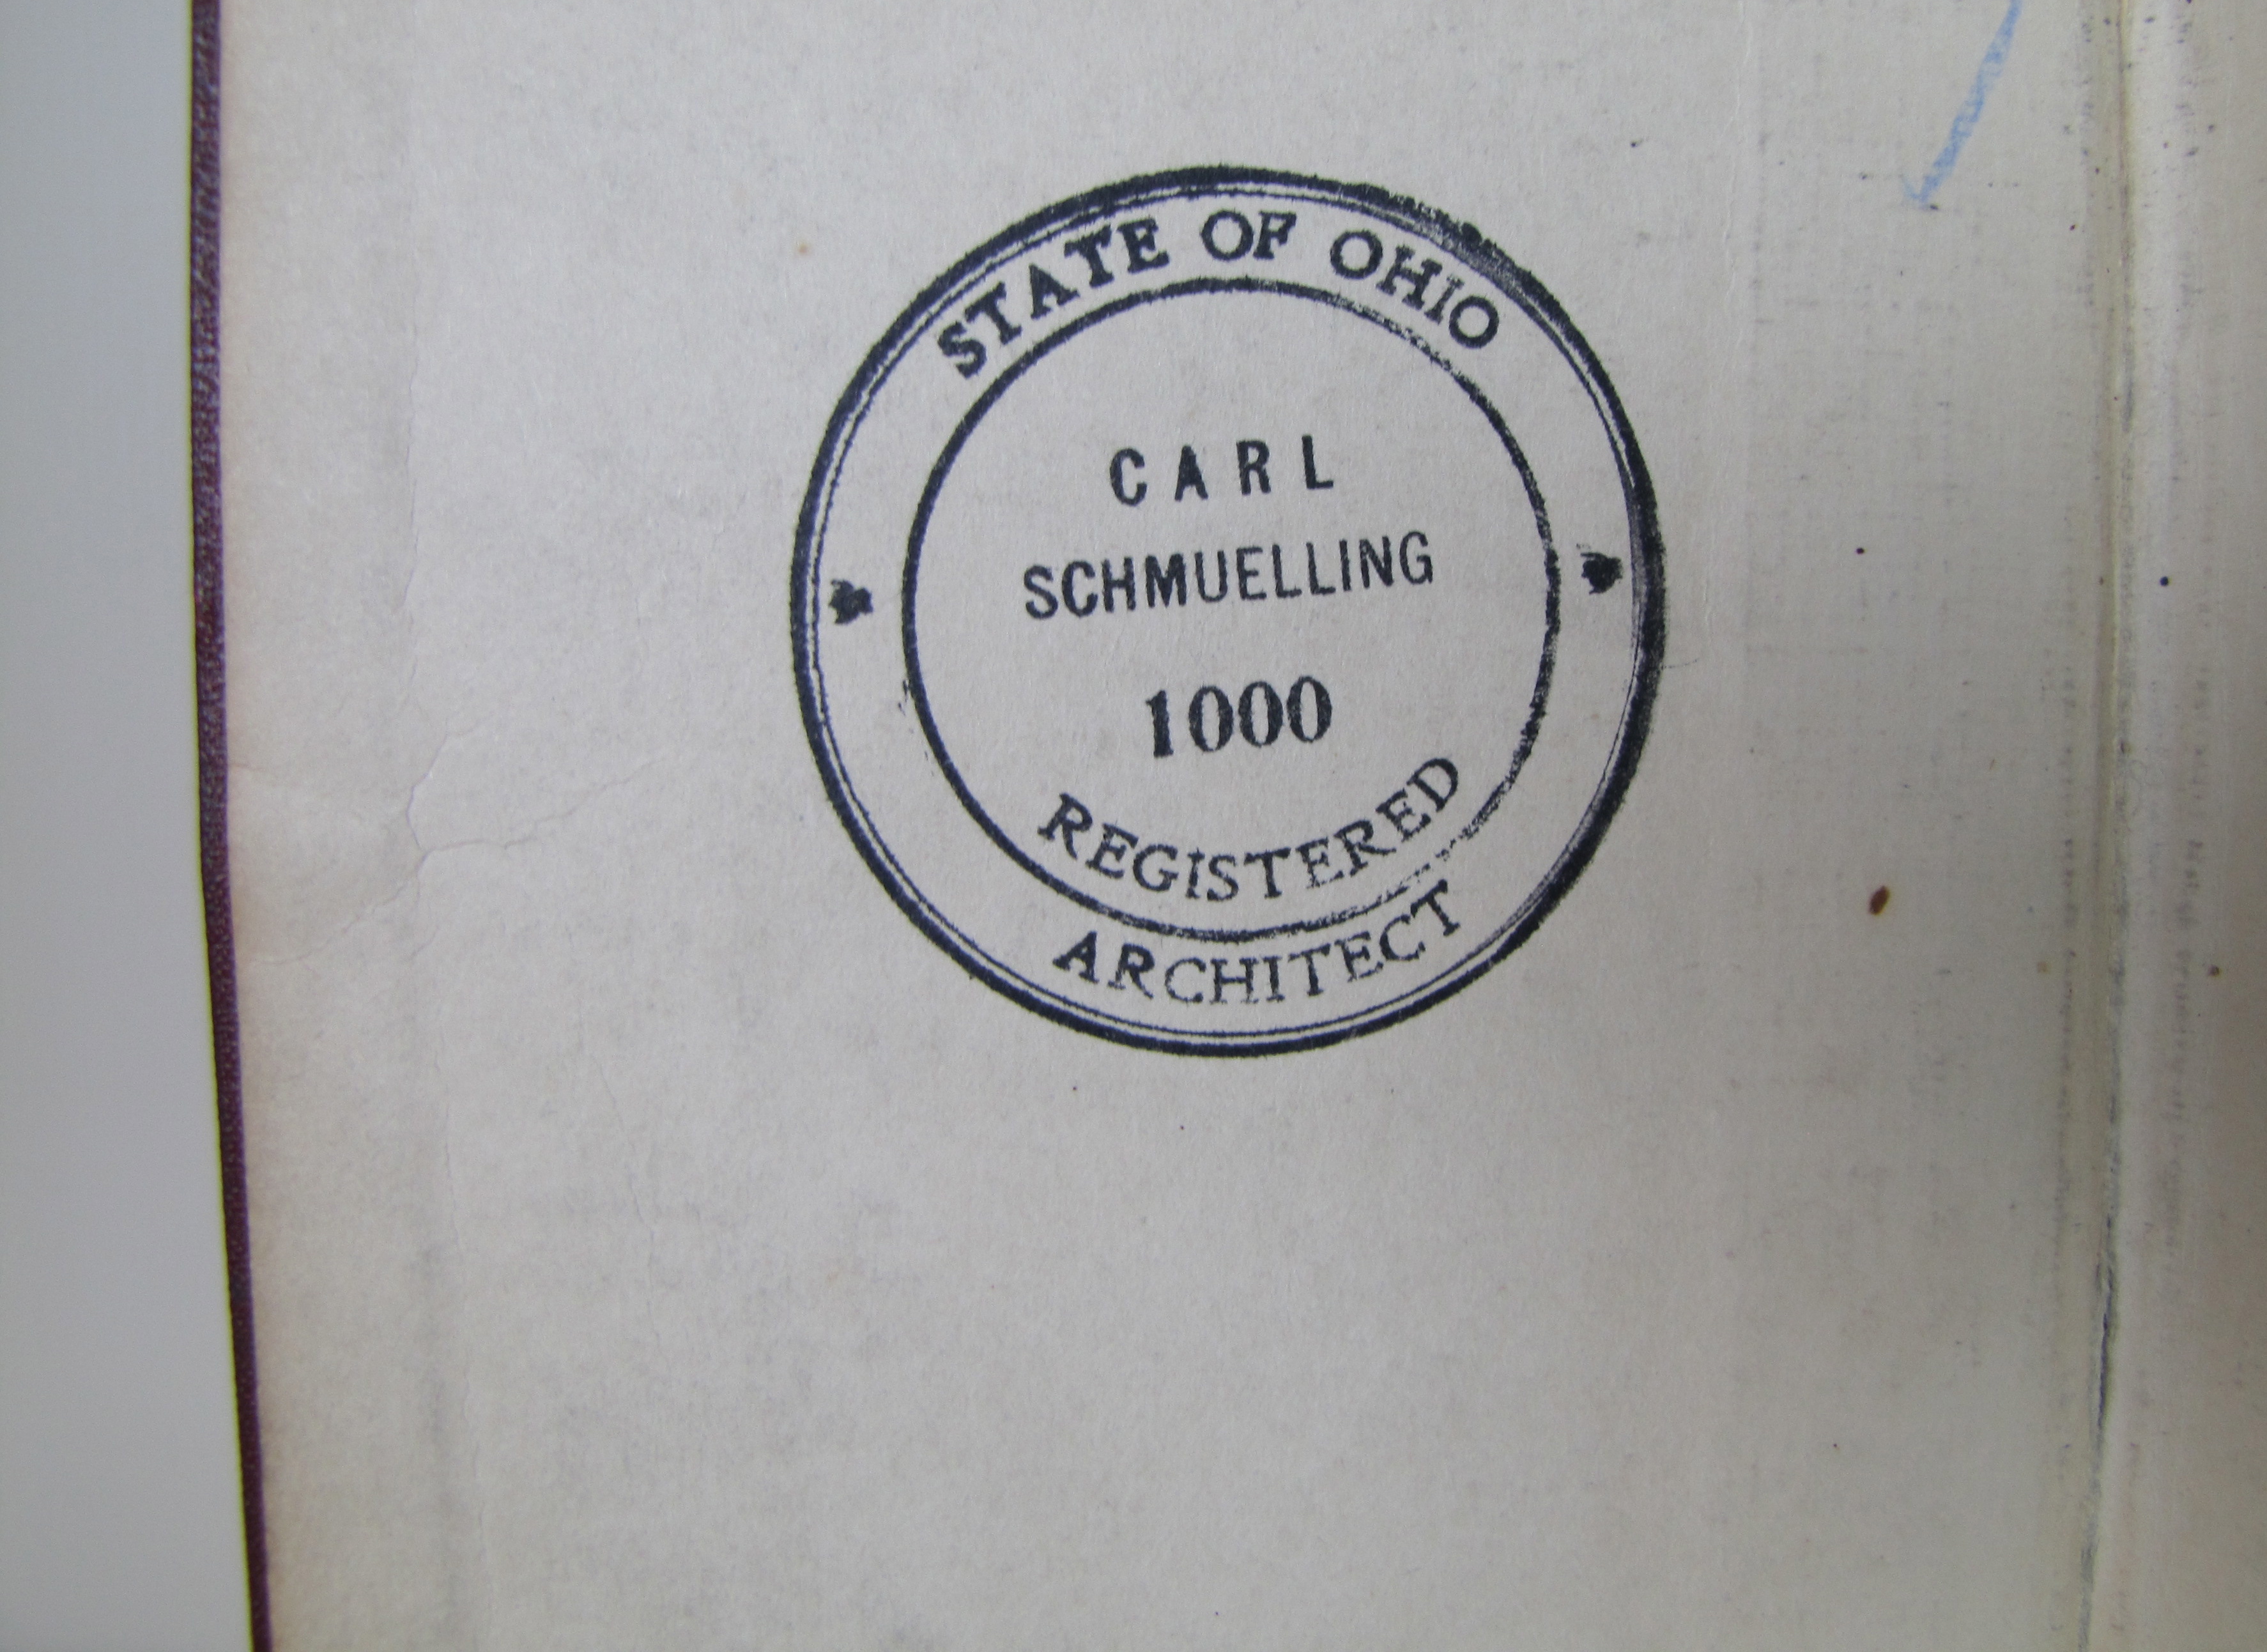 STATE OF OHIO
CARL
SCHMUELLING
1000
REGISTERED
ARCHITECT